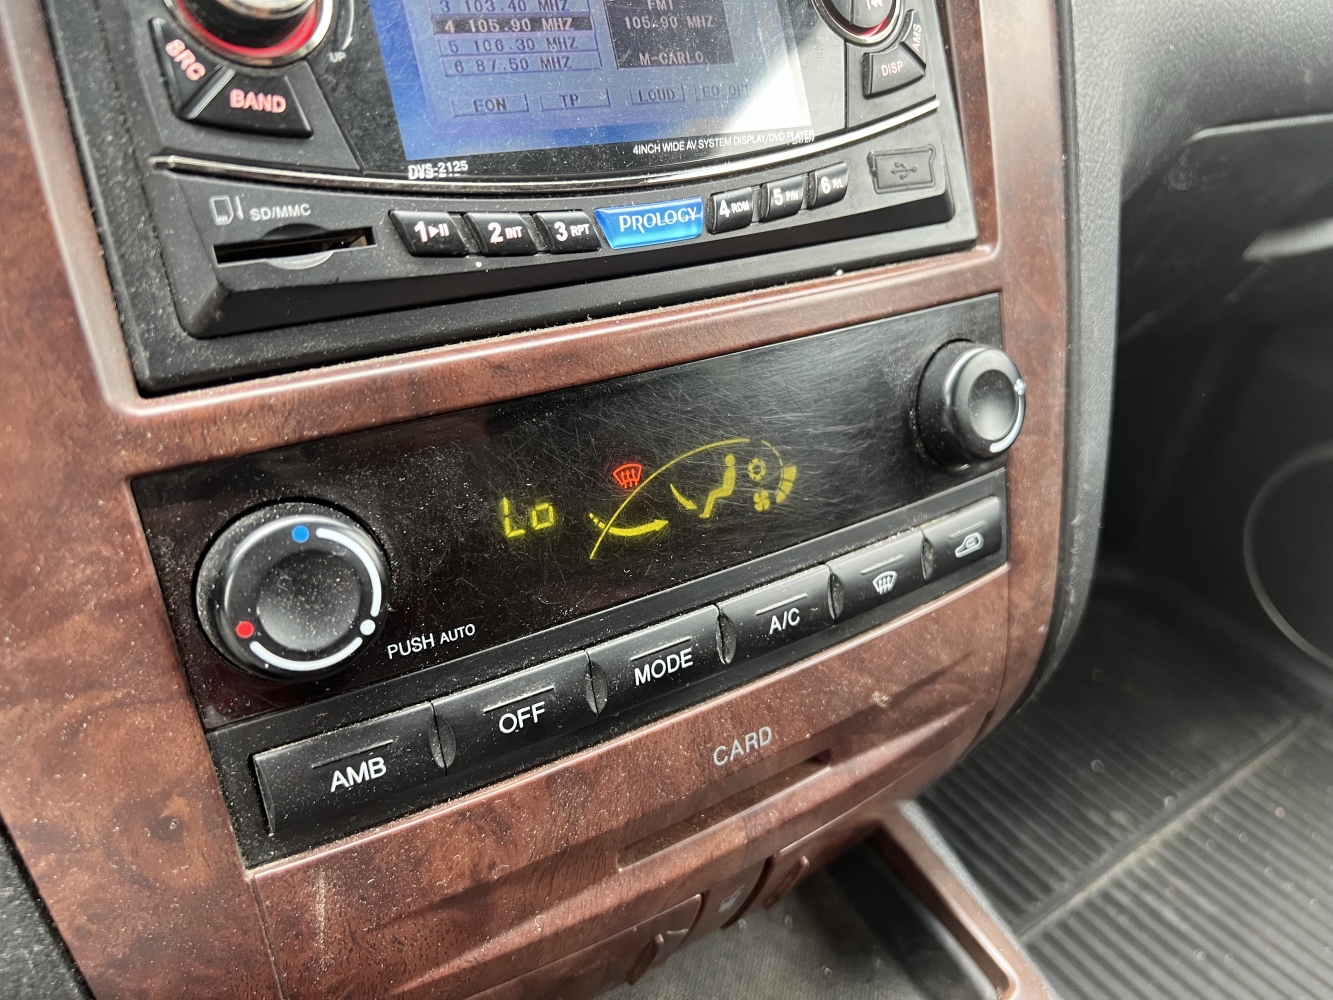 3 103.40 MHZ
4 105.90 MHZ
5 106.30 MHZ
6 87.50 MHZ
FM1
105.90 MHZ
M-CARLO
EON
TP
LOUD
UP
BAND
AMS
DISP
DVS-2125
4INCH WIDE AV SYSTEM DISPLAY/DVD PLAYER
SD/MMC
1
2 INT
3 RPT
PROLOGY
4 RDM
5
6
Lo
PUSH AUTO
AMB
OFF
MODE
A/C
CARD